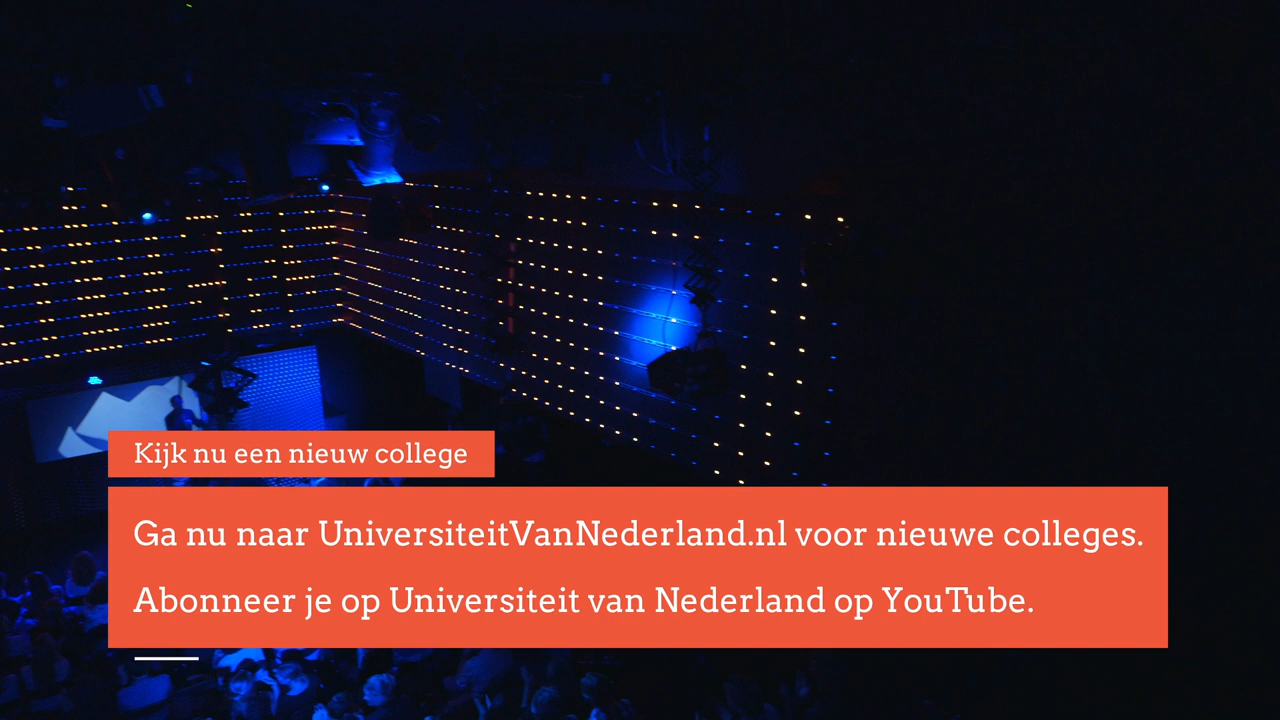 Kijk nu een nieuw college
Ga nu naar UniversiteitVanNederland.nl voor nieuwe colleges.
Abonneer je op Universiteit van Nederland op YouTube.